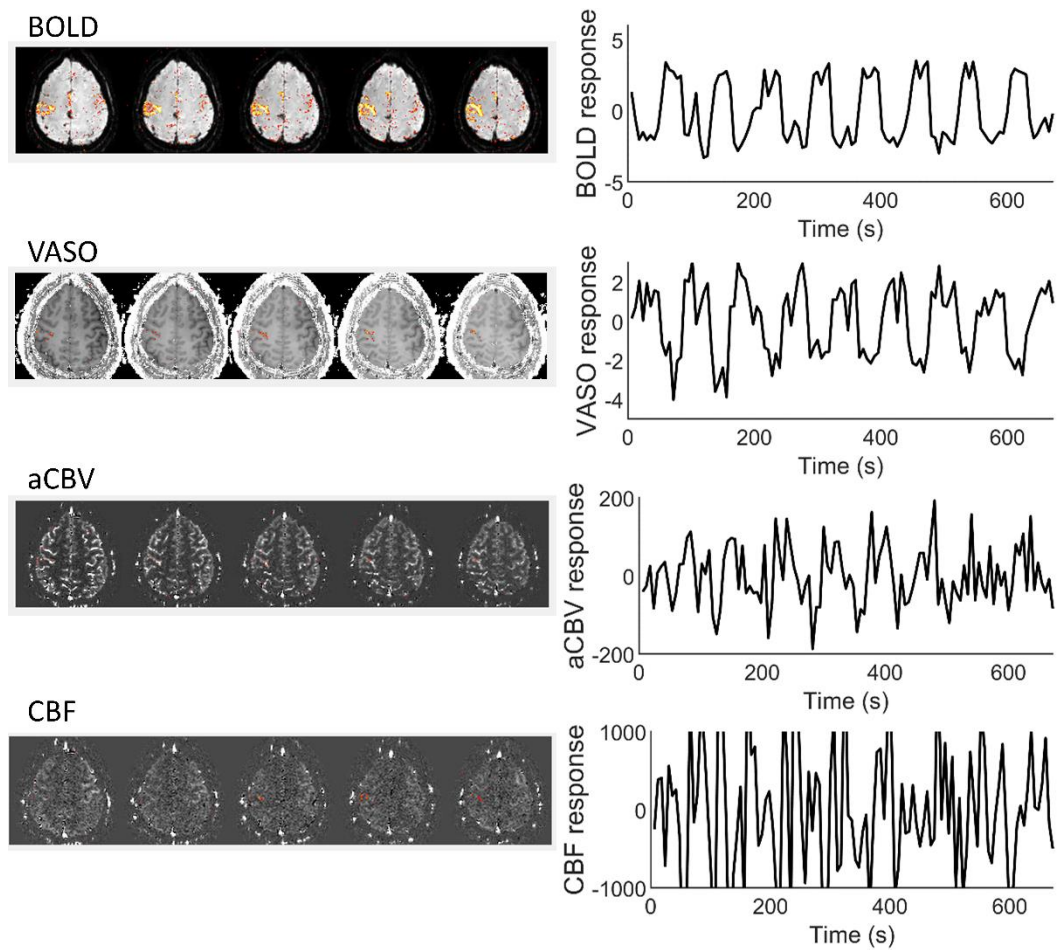 BOLD
5
0
-5
BOLD response
0
200
400
600
Time (s)
VASO
2
0
-2
-4
VASO response
0
200
400
600
Time (s)
aCBV
200
0
-200
aCBV response
0
200
400
600
Time (s)
CBF
1000
0
-1000
CBF response
0
200
400
600
Time (s)